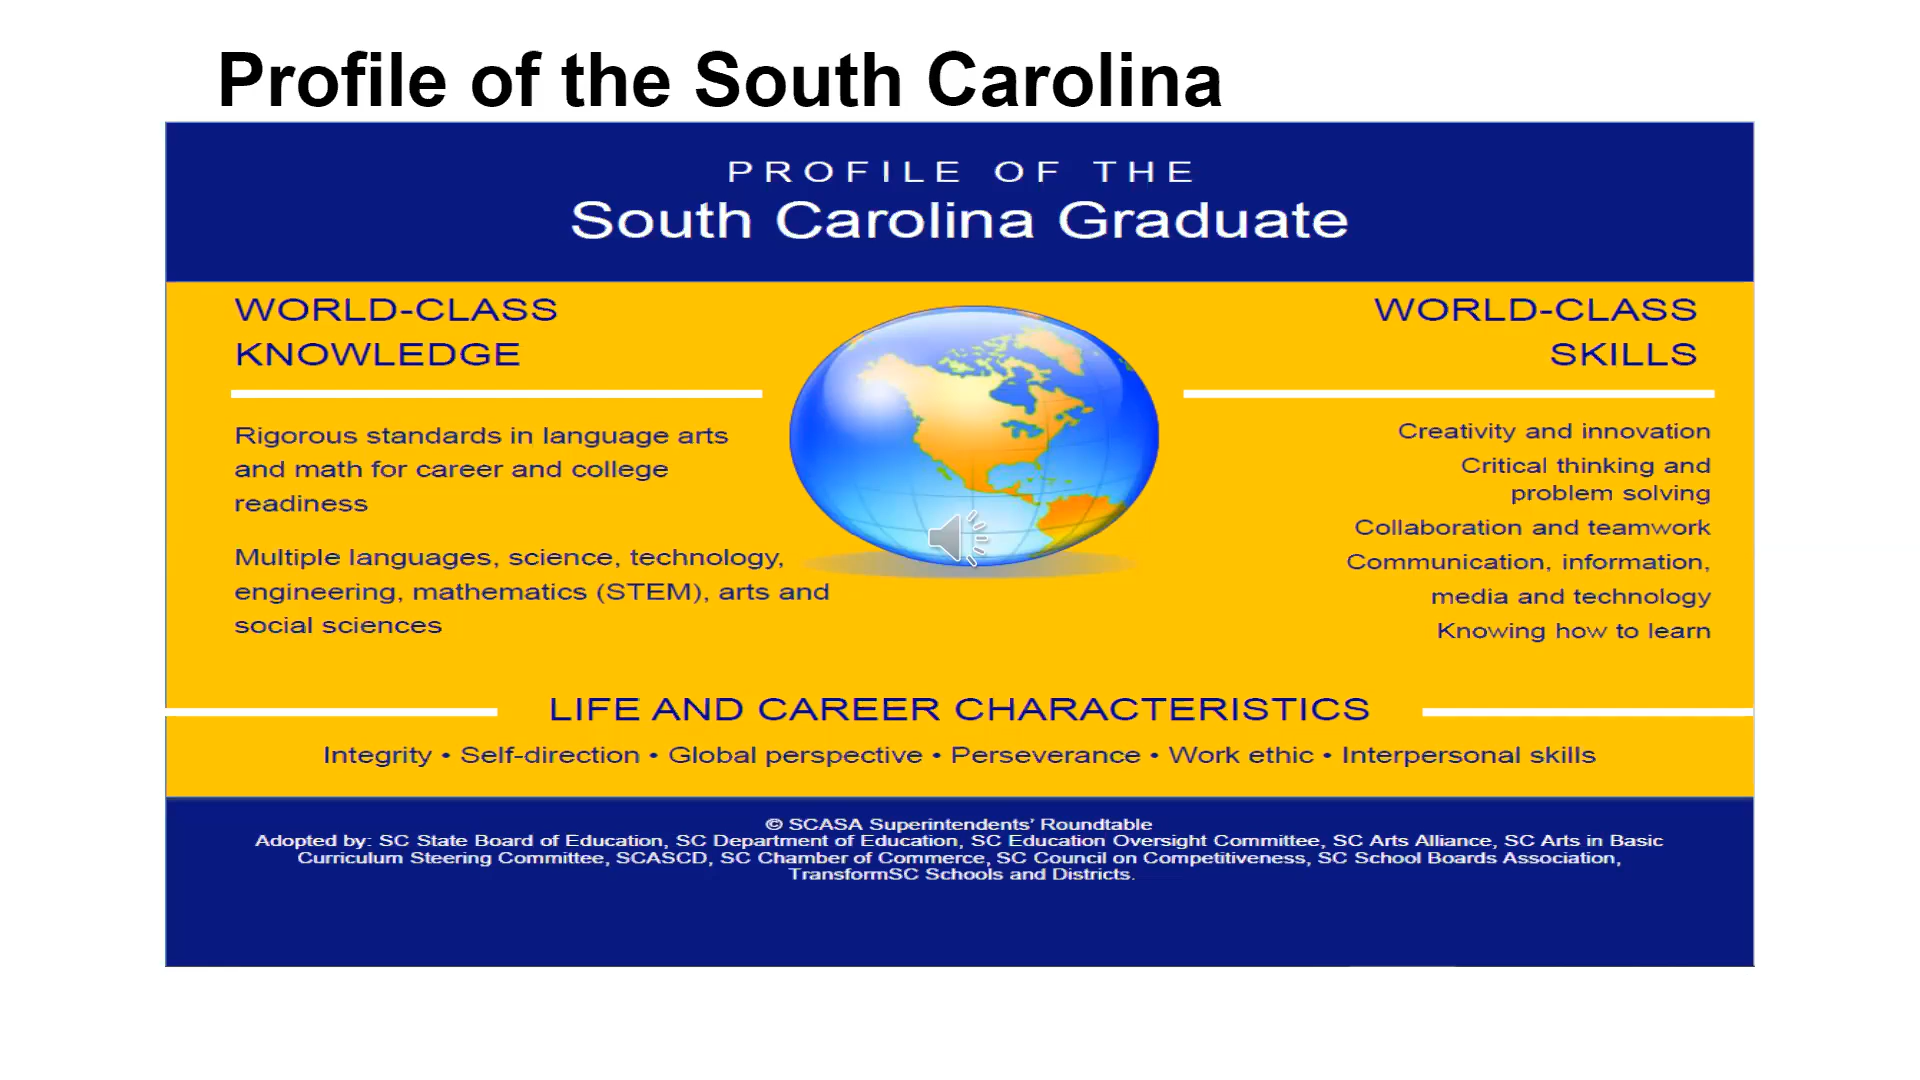 Profile of the South Carolina
PROFILE OF THE
South Carolina Graduate
WORLD-CLASS
KNOWLEDGE
Rigorous standards in language arts
and math for career and college
readiness
Multiple languages, science, technology,
engineering, mathematics (STEM), arts and
social sciences
WORLD-CLASS
SKILLS
Creativity and innovation
Critical thinking and
problem solving
Collaboration and teamwork
Communication, information,
media and technology
Knowing how to learn
LIFE AND CAREER CHARACTERISTICS
Integrity • Self-direction • Global perspective • Perseverance • Work ethic • Interpersonal skills
© SCASA Superintendents’ Roundtable
Adopted by: SC State Board of Education, SC Department of Education, SC Education Oversight Committee, SC Arts Alliance, SC Arts in Basic
Curriculum Steering Committee, SCASCD, SC Chamber of Commerce, SC Council on Competitiveness, SC School Boards Association,
TransformSC Schools and Districts.